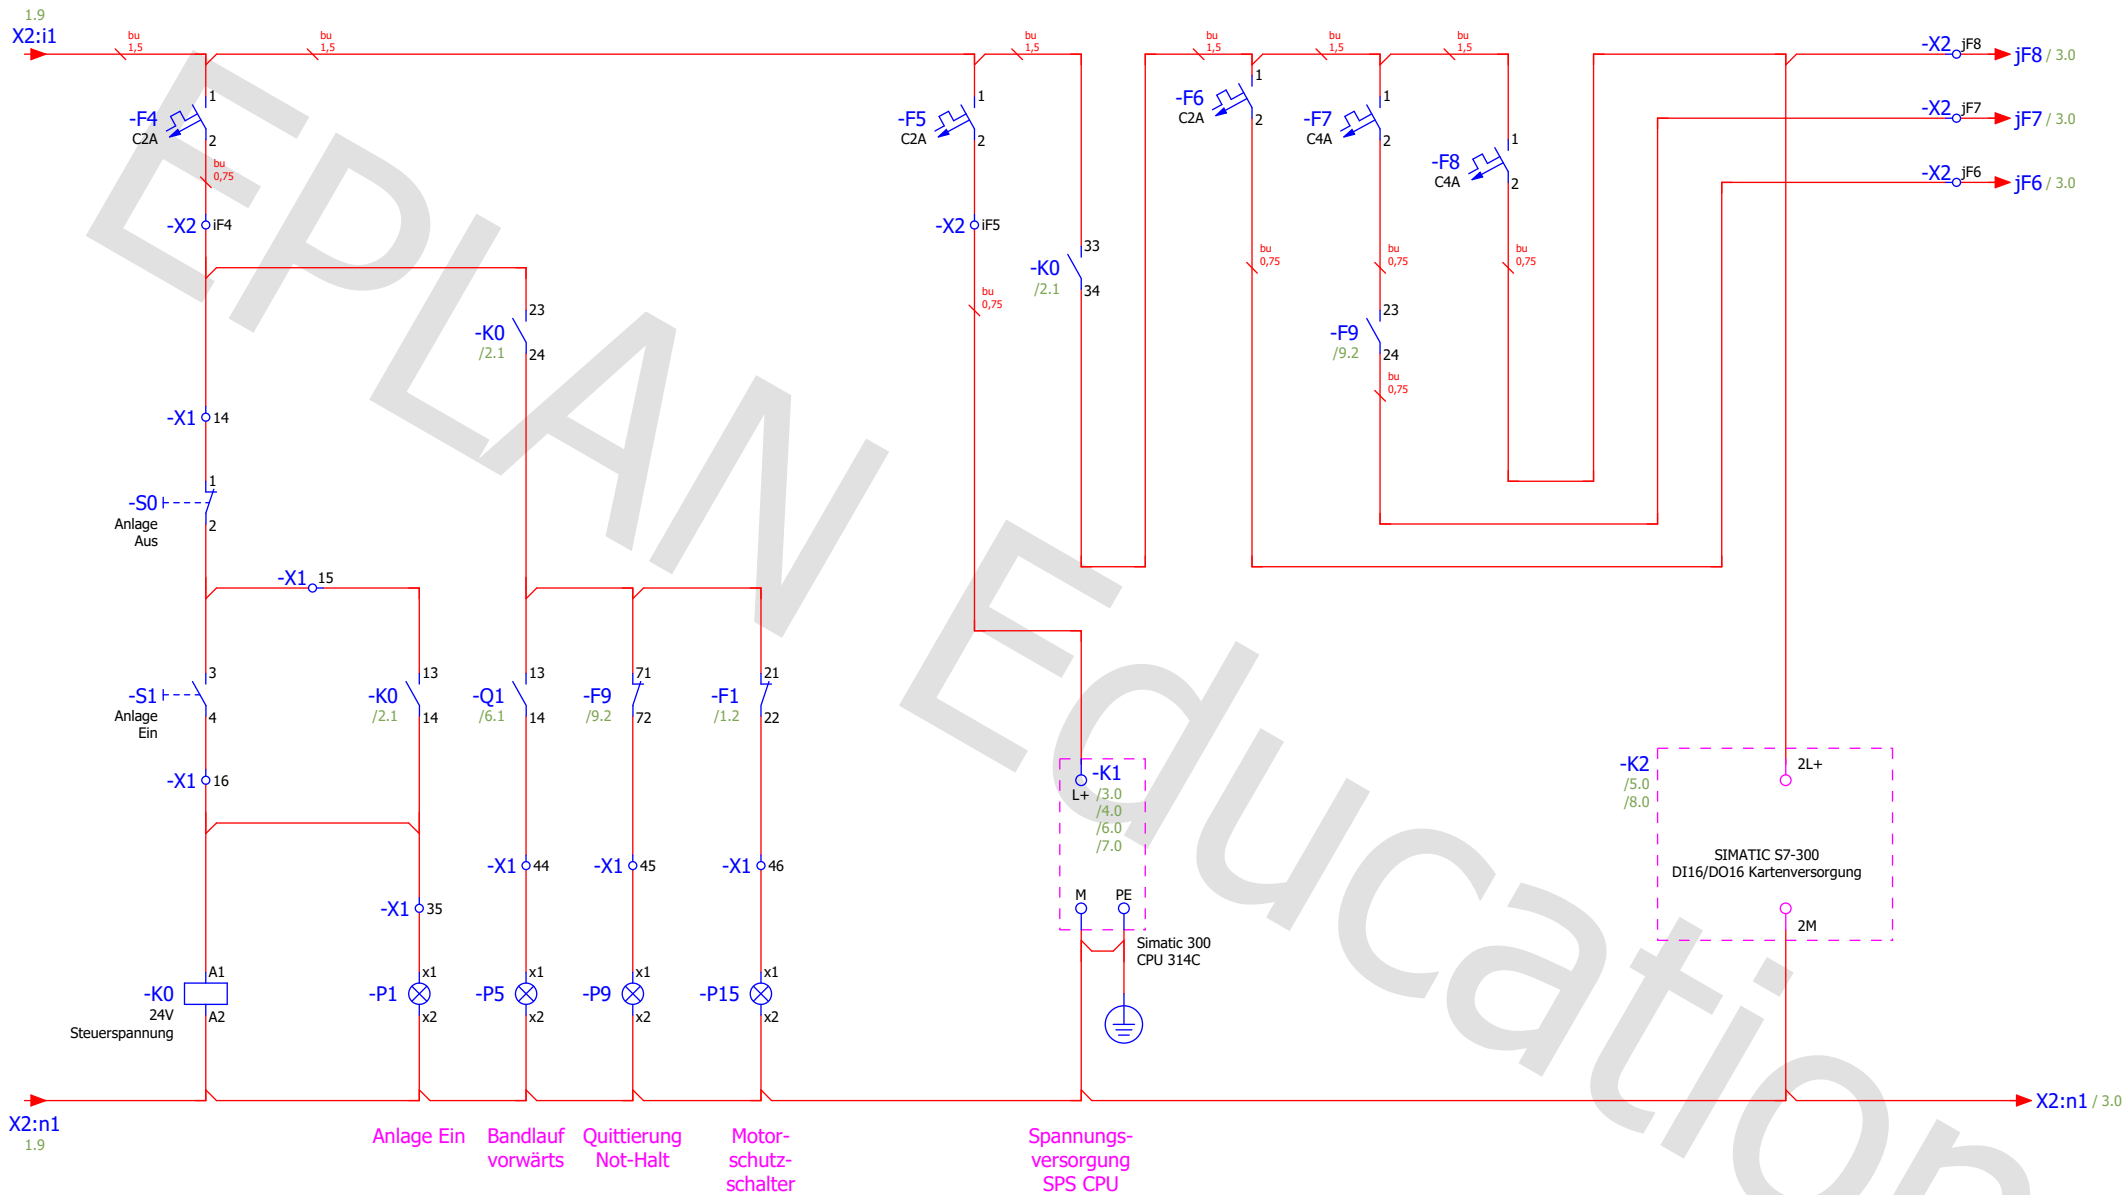 1.9
X2:i1
bu
1,5
bu
1,5
bu
1,5
bu
1,5
bu
1,5
bu
1,5
-X2 jF8
jF8 / 3.0
-X2 jF7
jF7 / 3.0
-X2 jF6
jF6 / 3.0
-F4
C2A
1
2
bu
0,75
-X2 iF4
-F5
C2A
1
2
-X2 iF5
bu
0,75
-F6
C2A
1
2
bu
0,75
-F7
C4A
1
2
bu
0,75
-F8
C4A
1
2
bu
0,75
-K0
/2.1
33
34
-K0
/2.1
23
24
-F9
/9.2
23
24
bu
0,75
-X1 14
-S0
Anlage
Aus
1
2
-X1 15
-S1
Anlage
Ein
3
4
-K0
/2.1
13
14
-Q1
/6.1
13
14
-F9
/9.2
71
72
-F1
/1.2
21
22
-X1 16
-X1 35
-X1 44
-X1 45
-X1 46
-K1
L+
/3.0
/4.0
/6.0
/7.0
M
PE
Simatic 300
CPU 314C
-K2
/5.0
/8.0
2L+
SIMATIC S7-300
DI16/DO16 Kartenversorgung
2M
-K0
24V
Steuerspannung
A1
A2
-P1
x1
x2
-P5
x1
x2
-P9
x1
x2
-P15
x1
x2
X2:n1
1.9
X2:n1 / 3.0
Anlage Ein
Bandlauf
vorwärts
Quittierung
Not-Halt
Motor-
schutz-
schalter
Spannungs-
versorgung
SPS CPU
EPLAN Education